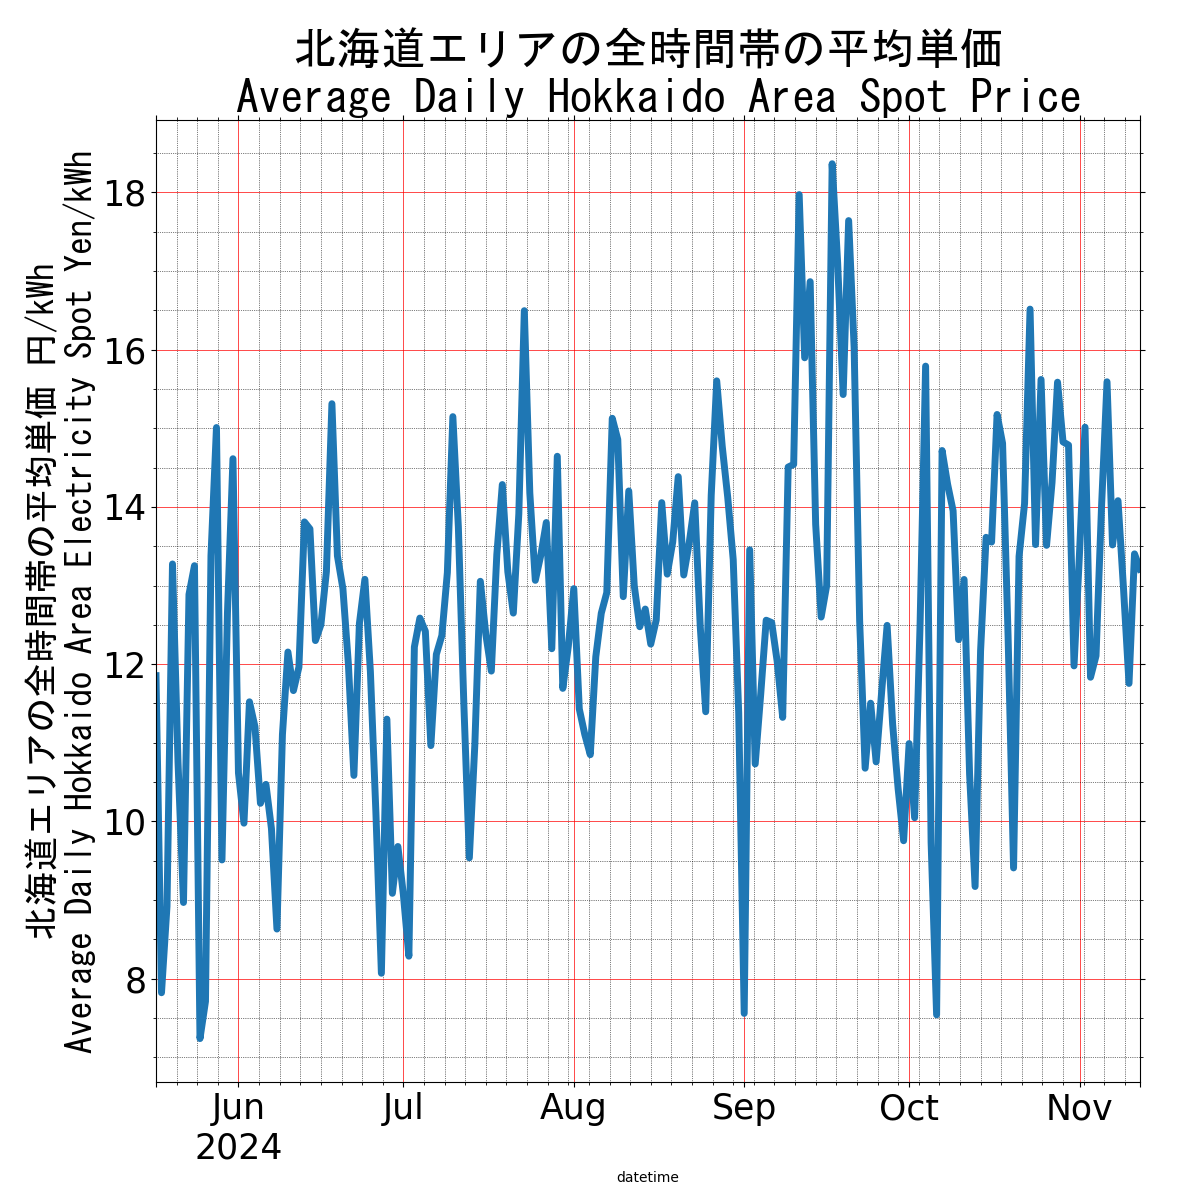 北海道エリアの全時間帯の平均単価
Average Daily Hokkaido Area Spot Price
北海道エリアの全時間帯の平均単価 円/kWh
Average Daily Hokkaido Area Electricity Spot Yen/kWh
18
16
14
12
10
8
Jun
2024
Jul
Aug
Sep
Oct
Nov
datetime